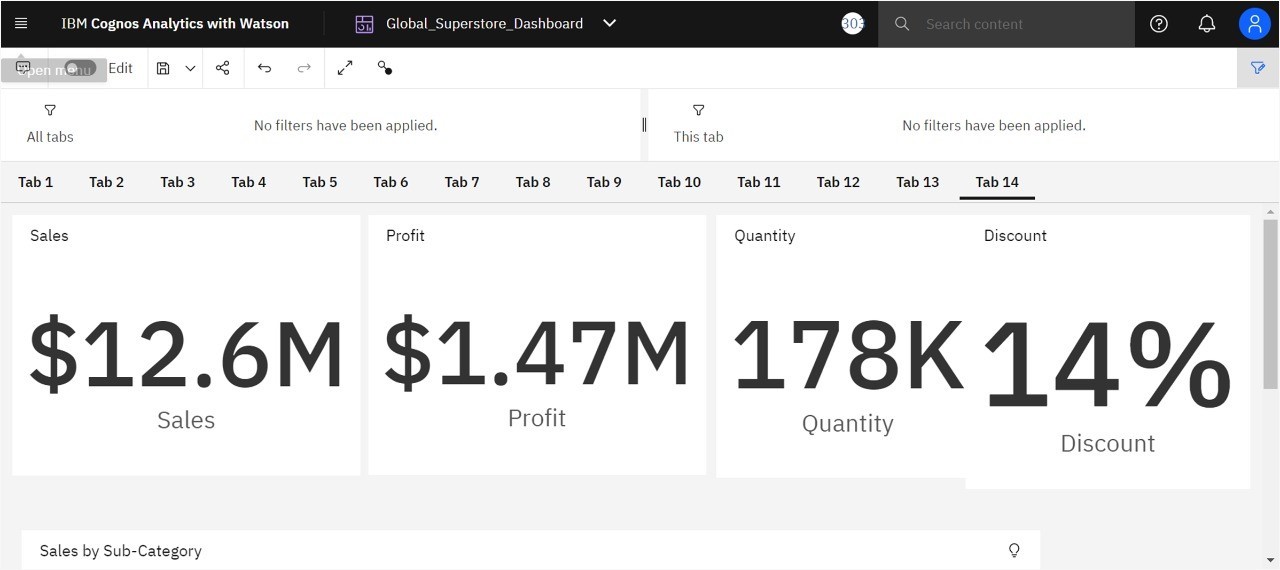 IBM Cognos Analytics with Watson
Global_Superstore_Dashboard
303
Search content
Open menu
Edit
All tabs
No filters have been applied.
This tab
No filters have been applied.
Tab 1 Tab 2 Tab 3 Tab 4 Tab 5 Tab 6 Tab 7 Tab 8 Tab 9 Tab 10 Tab 11 Tab 12 Tab 13 Tab 14
Sales
$12.6M
Sales
Profit
$1.47M
Profit
Quantity
178K
Quantity
Discount
14%
Discount
Sales by Sub-Category